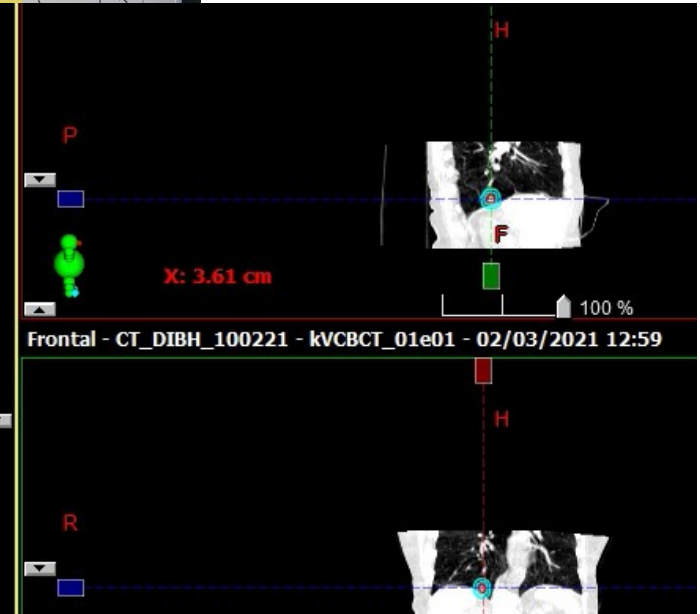 H
P
F
X: 3.61 cm
100 %
Frontal - CT_DIBH_100221 - kVCBCT_01e01 - 02/03/2021 12:59
H
R